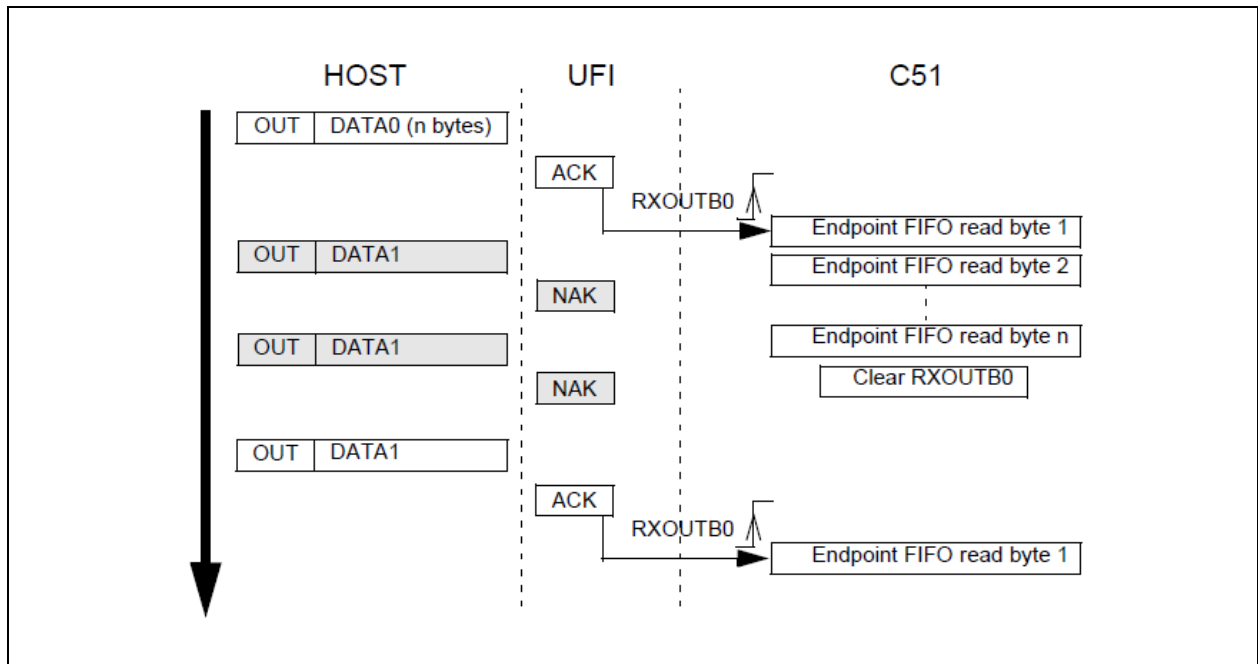 HOST UFI C51
OUT DATA0 (n bytes)
ACK
RXOUTB0
Endpoint FIFO read byte 1
OUT DATA1
Endpoint FIFO read byte 2
NAK
Endpoint FIFO read byte n
OUT DATA1
Clear RXOUTB0
NAK
OUT DATA1
ACK
RXOUTB0
Endpoint FIFO read byte 1